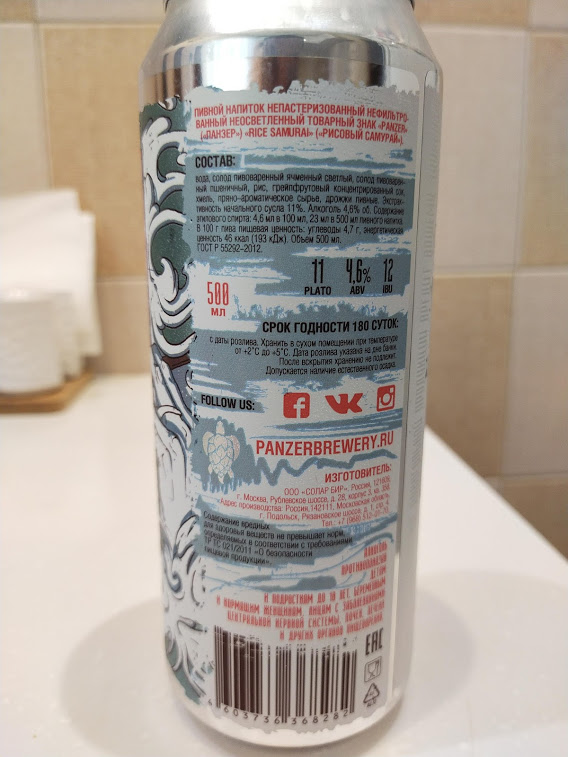 ПИВНОЙ НАПИТОК НЕПАСТЕРИЗОВАННЫЙ НЕФИЛЬТРО-
ВАННЫЙ НЕОСВЕТЛЕННЫЙ ТОВАРНЫЙ ЗНАК «PANZER»
(«ПАНЗЕР») «RICE SAMURAI» («РИСОВЫЙ САМУРАЙ»).
СОСТАВ:
вода, солод пивоваренный ячменный светлый, солод пивоварен-
ный пшеничный, рис, грейпфрутовый концентрированный сок,
хмель, пряно-ароматическое сырье, дрожжи пивные. Экстрак-
тивность начального сусла 11%. Алкоголь 4,6% об. Содержание
этилового спирта: 4,6 мл в 100 мл, 23 мл в 500 мл пивного напитка.
В 100 г пива пищевая ценность: углеводы 4,7 г, энергетическая
ценность 46 ккал (193 кДж). Объем 500 мл.
ГОСТ Р 55292–2012.
11 4,6% 12
PLATO ABV IBU
500
МЛ
СРОК ГОДНОСТИ 180 СУТОК:
с даты розлива. Хранить в сухом помещении при температуре
от +2°С до +5°С. Дата розлива указана на дне банки.
После вскрытия хранению не подлежит.
Допускается наличие естественного осадка.
FOLLOW US:
PANZERBREWERY.RU
ИЗГОТОВИТЕЛЬ:
ООО «СОЛАР БИР», Россия, 121609,
г. Москва, Рублевское шоссе, д. 28, корпус 3, кв.
Адрес производства: Россия, 142111, Московская область,
г. Подольск, Рязановское шоссе, д. 1,
Тел.: +7 (968)
Содержание вредных
для здоровья веществ не превышает норм,
определяемых в соответствии с требованиями
ТР ТС 021/2011 «О безопасности
пищевой продукции».
АЛКОГОЛЬ
ПРОТИВОПОКАЗАН
ДЕТЯМ
И ПОДРОСТКАМ ДО 18 ЛЕТ, БЕРЕМЕННЫМ
И КОРМЯЩИМ ЖЕНЩИНАМ, ЛИЦАМ С ЗАБОЛЕВАНИЯМИ
ЦЕНТРАЛЬНОЙ НЕРВНОЙ СИСТЕМЫ, ПОЧЕК, ПЕЧЕНИ
И ДРУГИХ ОРГАНОВ ПИЩЕВАРЕНИЯ.
EAC
4603736368282